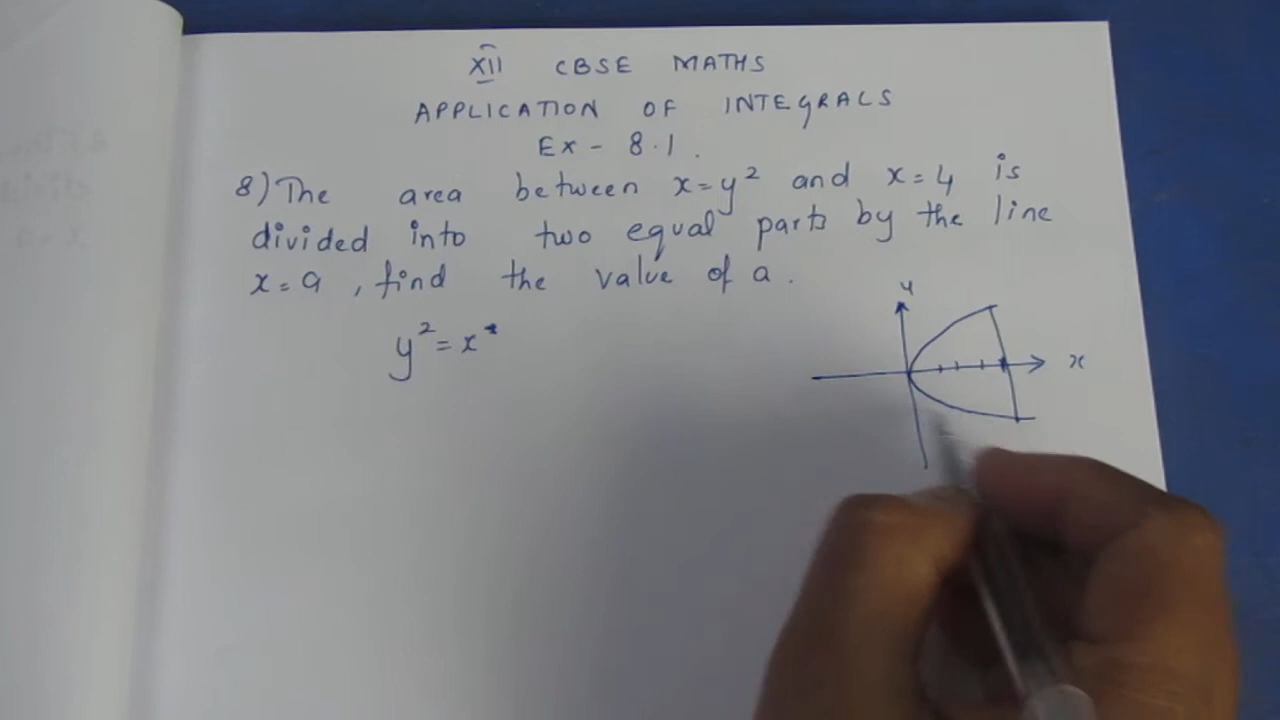 XII CBSE MATHS
APPLICATION OF INTEGRALS
EX - 8.1.
8) The area between x=y² and x=4 is
divided into two equal parts by the line
x=a, find the value of a.
y
y²=x
x